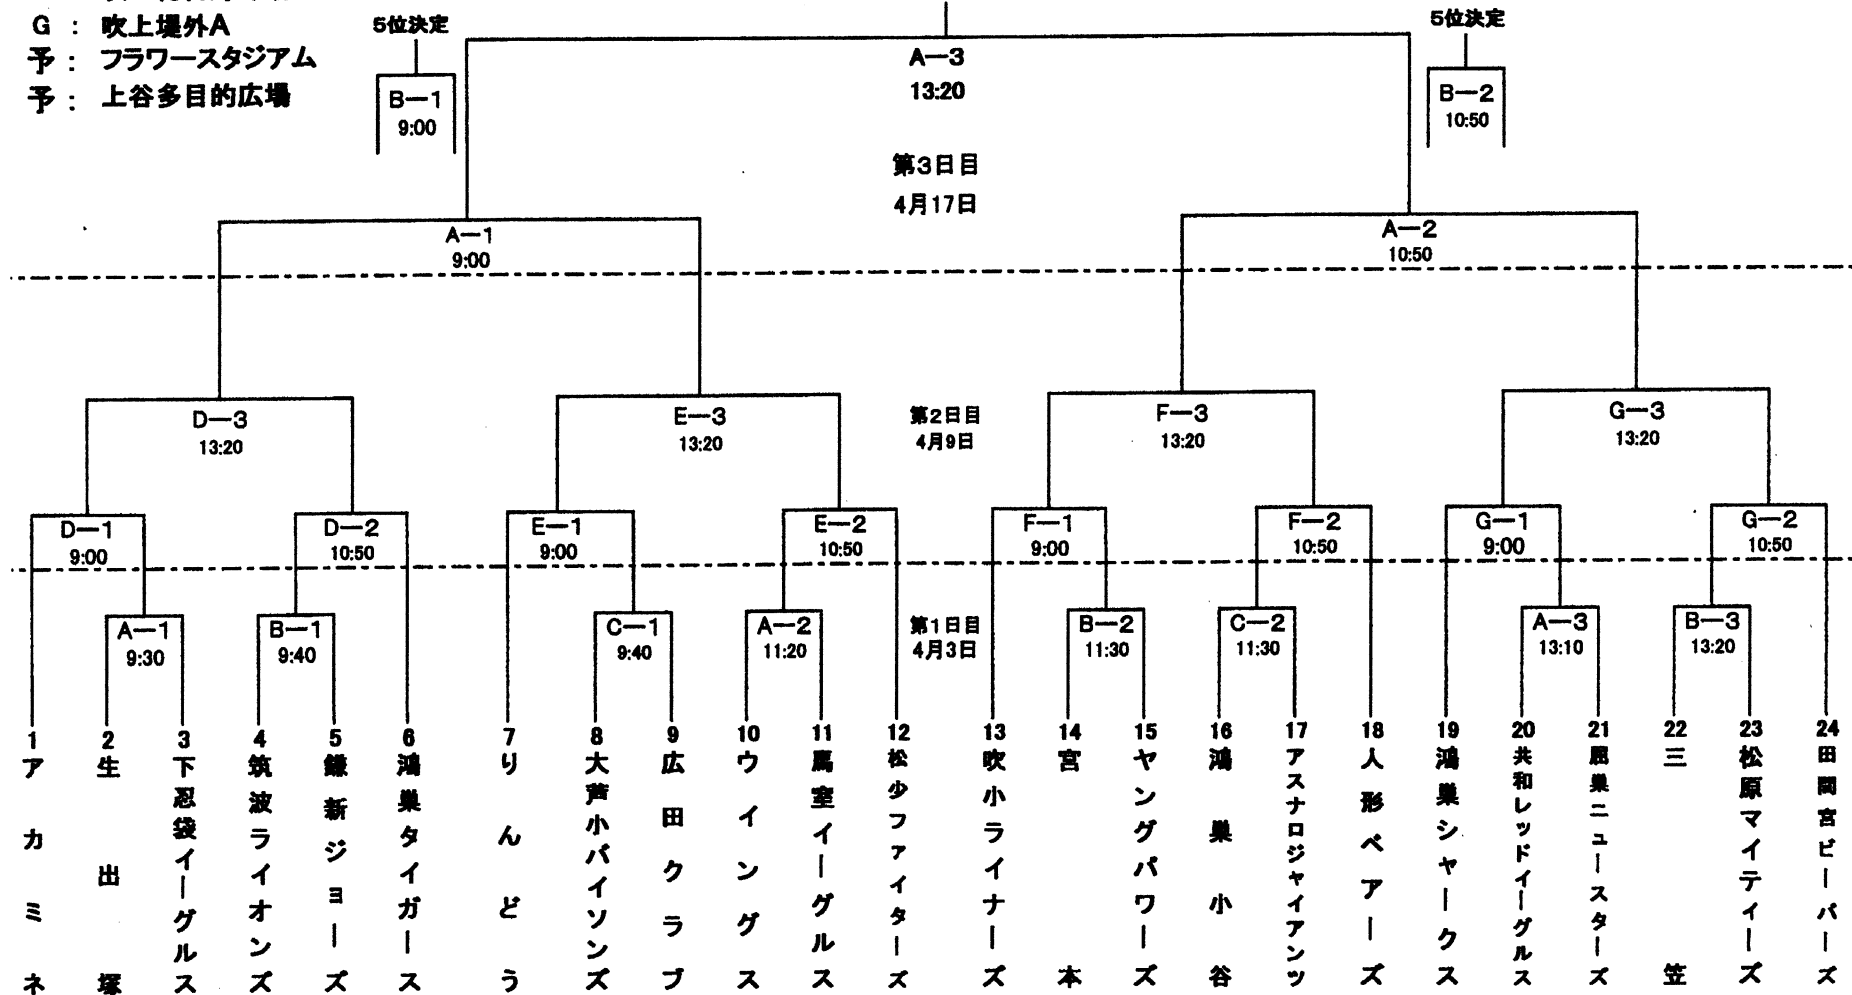 G : 吹上堤外A
予 : フラワースタジアム
予 : 上谷多目的広場
5位決定
B—1
9:00
A—3
13:20
5位決定
B—2
10:50
第3日目
4月17日
A—1
9:00
A—2
10:50
D—3
13:20
E—3
13:20
第2日目
4月9日
F—3
13:20
G—3
13:20
D—1
9:00
D—2
10:50
E—1
9:00
E—2
10:50
F—1
9:00
F—2
10:50
G—1
9:00
G—2
10:50
A—1
9:30
B—1
9:40
C—1
9:40
A—2
11:20
第1日目
4月3日
B—2
11:30
C—2
11:30
A—3
13:10
B—3
13:20
1 アカミネ
2 生出塚
3 下忍袋イーグルス
4 筑波ライオンズ
5 鎌新ジョーズ
6 鴻巣タイガース
7 りんどう
8 大芦小パイソンズ
9 広田クラブ
10 ウイングス
11 馬室イーグルス
12 松少ファイターズ
13 吹小ライナーズ
14 宮本
15 ヤングパワーズ
16 鴻巣小谷
17 アスナロジャイアンツ
18 人形ベアーズ
19 鴻巣シャークス
20 共和レッドイーグルス
21 屈巣ニュースターズ
22 三笠
23 松原マイティーズ
24 田間宮ビーバーズ